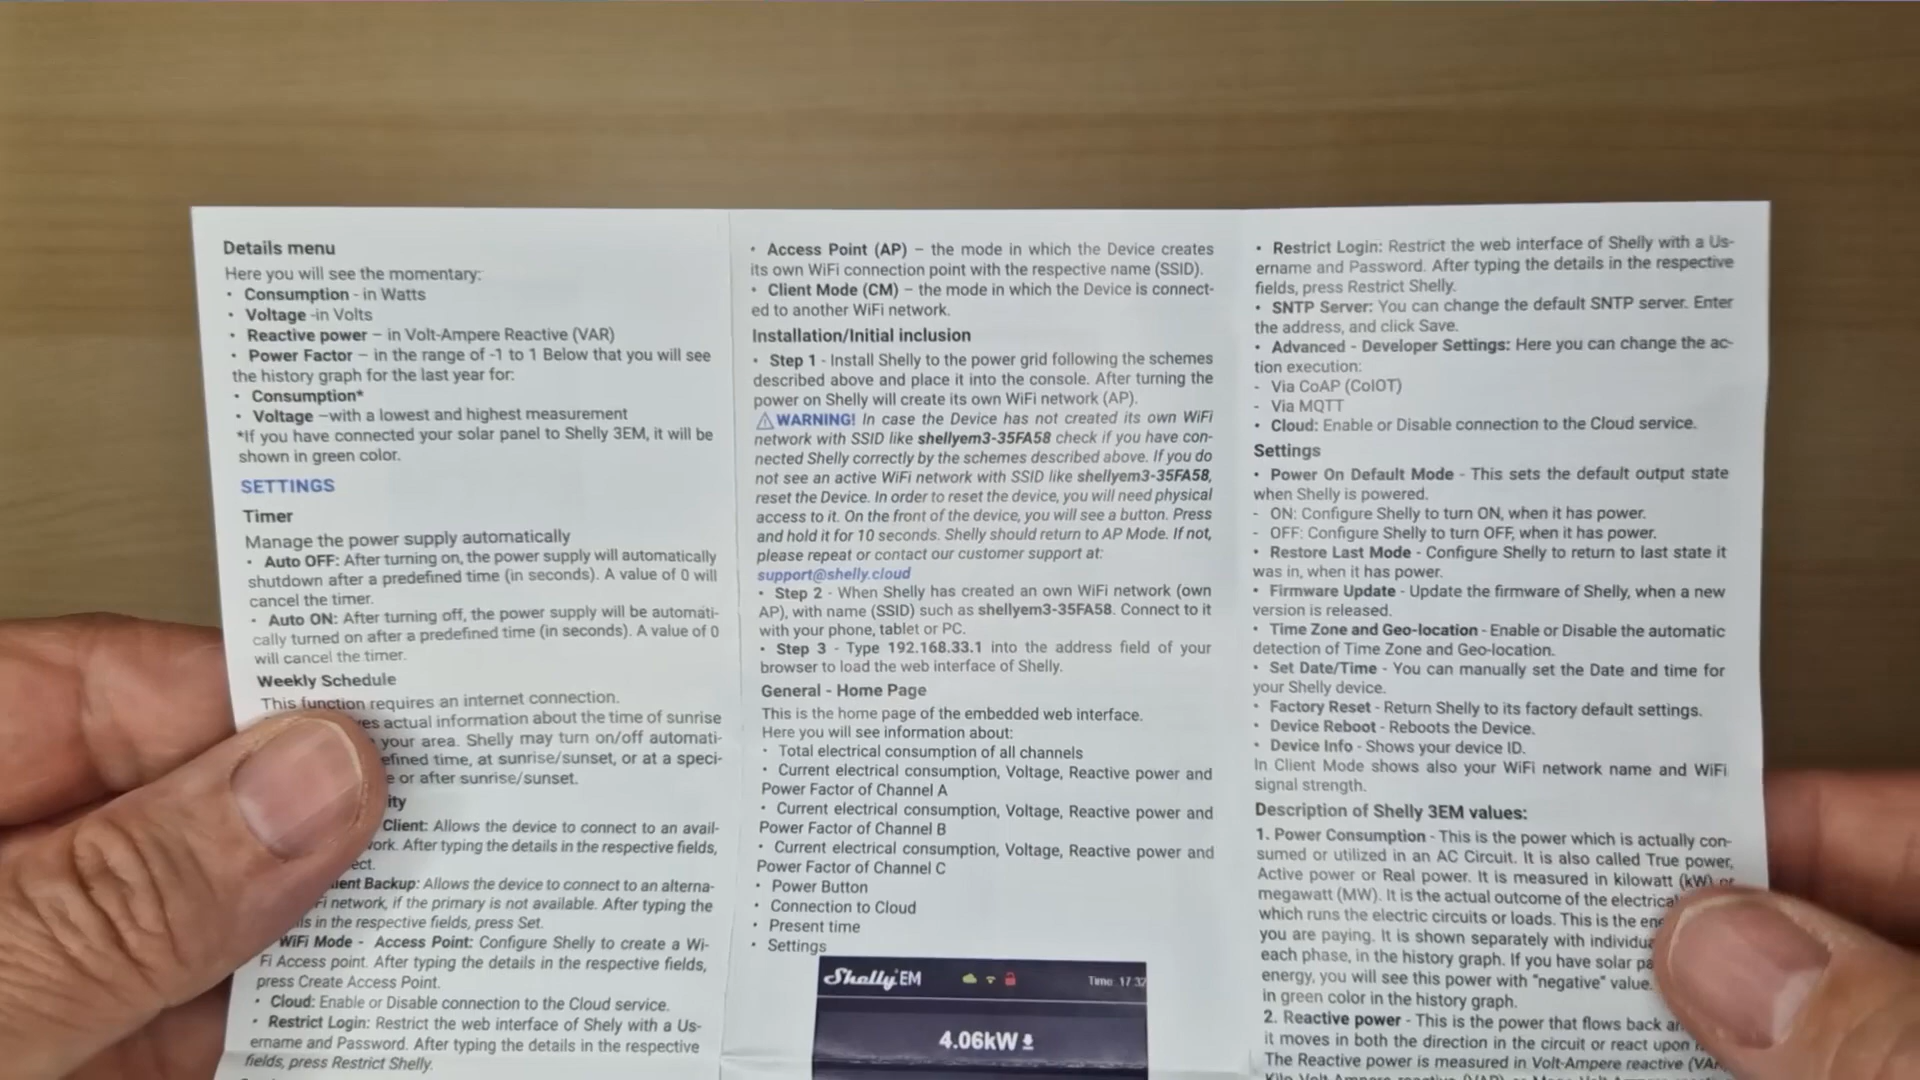 Details menu
Here you will see the momentary:
• Consumption - in Watts
• Voltage -in Volts
• Reactive power – in Volt-Ampere Reactive (VAR)
• Power Factor – in the range of -1 to 1 Below that you will see
the history graph for the last year for:
• Consumption*
• Voltage –with a lowest and highest measurement
*If you have connected your solar panel to Shelly 3EM, it will be
shown in green color.
SETTINGS
Timer
Manage the power supply automatically
• Auto OFF: After turning on, the power supply will automatically
shutdown after a predefined time (in seconds). A value of 0 will
cancel the timer.
• Auto ON: After turning off, the power supply will be automati-
cally turned on after a predefined time (in seconds). A value of 0
will cancel the timer.
Weekly Schedule
This function requires an internet connection.
actual information about the time of sunrise
your area. Shelly may turn on/off automati-
time, at sunrise/sunset, or at a speci-
or after sunrise/sunset.
Client: Allows the device to connect to an avail-
After typing the details in the respective fields,
Backup: Allows the device to connect to an alterna-
network, if the primary is not available. After typing the
in the respective fields, press Set.
WiFi Mode - Access Point: Configure Shelly to create a Wi-
Fi Access point. After typing the details in the respective fields,
press Create Access Point.
• Cloud: Enable or Disable connection to the Cloud service.
• Restrict Login: Restrict the web interface of Shely with a Us-
ername and Password. After typing the details in the respective
fields, press Restrict Shelly.
• Access Point (AP) – the mode in which the Device creates
its own WiFi connection point with the respective name (SSID).
• Client Mode (CM) – the mode in which the Device is connect-
ed to another WiFi network.
Installation/Initial inclusion
• Step 1 - Install Shelly to the power grid following the schemes
described above and place it into the console. After turning the
power on Shelly will create its own WiFi network (AP).
⚠WARNING! In case the Device has not created its own WiFi
network with SSID like shellyem3-35FA58 check if you have con-
nected Shelly correctly by the schemes described above. If you do
not see an active WiFi network with SSID like shellyem3-35FA58,
reset the Device. In order to reset the device, you will need physical
access to it. On the front of the device, you will see a button. Press
and hold it for 10 seconds. Shelly should return to AP Mode. If not,
please repeat or contact our customer support at:
support@shelly.cloud
• Step 2 - When Shelly has created an own WiFi network (own
AP), with name (SSID) such as shellyem3-35FA58. Connect to it
with your phone, tablet or PC.
• Step 3 - Type 192.168.33.1 into the address field of your
browser to load the web interface of Shelly.
General - Home Page
This is the home page of the embedded web interface.
Here you will see information about:
• Total electrical consumption of all channels
• Current electrical consumption, Voltage, Reactive power and
Power Factor of Channel A
• Current electrical consumption, Voltage, Reactive power and
Power Factor of Channel B
• Current electrical consumption, Voltage, Reactive power and
Power Factor of Channel C
• Power Button
• Connection to Cloud
• Present time
• Settings
Shelly EM Time: 17:32
4.06kW
• Restrict Login: Restrict the web interface of Shelly with a Us-
ername and Password. After typing the details in the respective
fields, press Restrict Shelly.
• SNTP Server: You can change the default SNTP server. Enter
the address, and click Save.
• Advanced - Developer Settings: Here you can change the ac-
tion execution:
- Via CoAP (CoIOT)
- Via MQTT
• Cloud: Enable or Disable connection to the Cloud service.
Settings
• Power On Default Mode - This sets the default output state
when Shelly is powered.
- ON: Configure Shelly to turn ON, when it has power.
- OFF: Configure Shelly to turn OFF, when it has power.
• Restore Last Mode - Configure Shelly to return to last state it
was in, when it has power.
• Firmware Update - Update the firmware of Shelly, when a new
version is released.
• Time Zone and Geo-location - Enable or Disable the automatic
detection of Time Zone and Geo-location.
• Set Date/Time - You can manually set the Date and time for
your Shelly device.
• Factory Reset - Return Shelly to its factory default settings.
• Device Reboot - Reboots the Device.
• Device Info - Shows your device ID.
In Client Mode shows also your WiFi network name and WiFi
signal strength.
Description of Shelly 3EM values:
1. Power Consumption - This is the power which is actually con-
sumed or utilized in an AC Circuit. It is also called True power,
Active power or Real power. It is measured in kilowatt (kW) or
megawatt (MW). It is the actual outcome of the electrical
which runs the electric circuits or loads. This is the
you are paying. It is shown separately with
each phase, in the history graph. If you have solar
energy, you will see this power with "negative" value.
in green color in the history graph.
2. Reactive power - This is the power that flows back
it moves in both the direction in the circuit or react upon
The Reactive power is measured in Volt-Ampere reactive